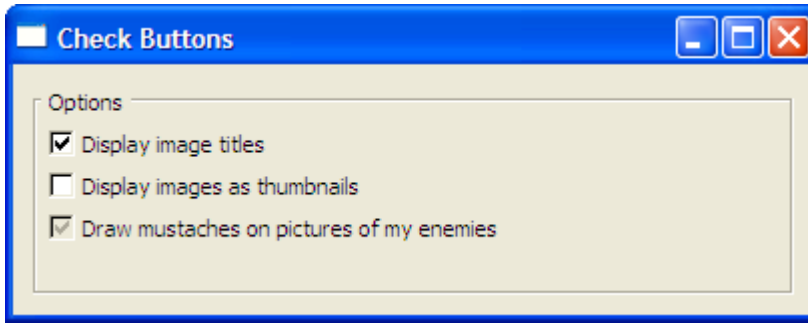 Check Buttons
Options
Display image titles
Display images as thumbnails
Draw mustaches on pictures of my enemies